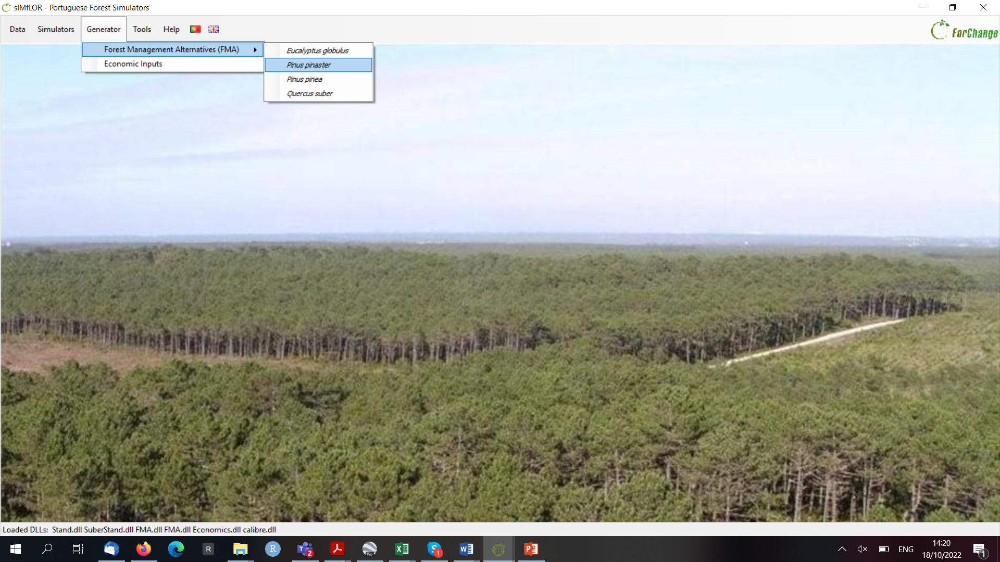 sIMfLOR - Portuguese Forest Simulators
Data Simulators Generator Tools Help
ForChange
Forest Management Alternatives (FMA)
Economic Inputs
Eucalyptus globulus
Pinus pinaster
Pinus pinea
Quercus suber
Loaded DLLs: Stand.dll SuberStand.dll FMA.dll FMA.dll Economics.dll calibre.dll
R
R
T
2
Pro
X
S
1
W
P
ENG
14:20
18/10/2022
1